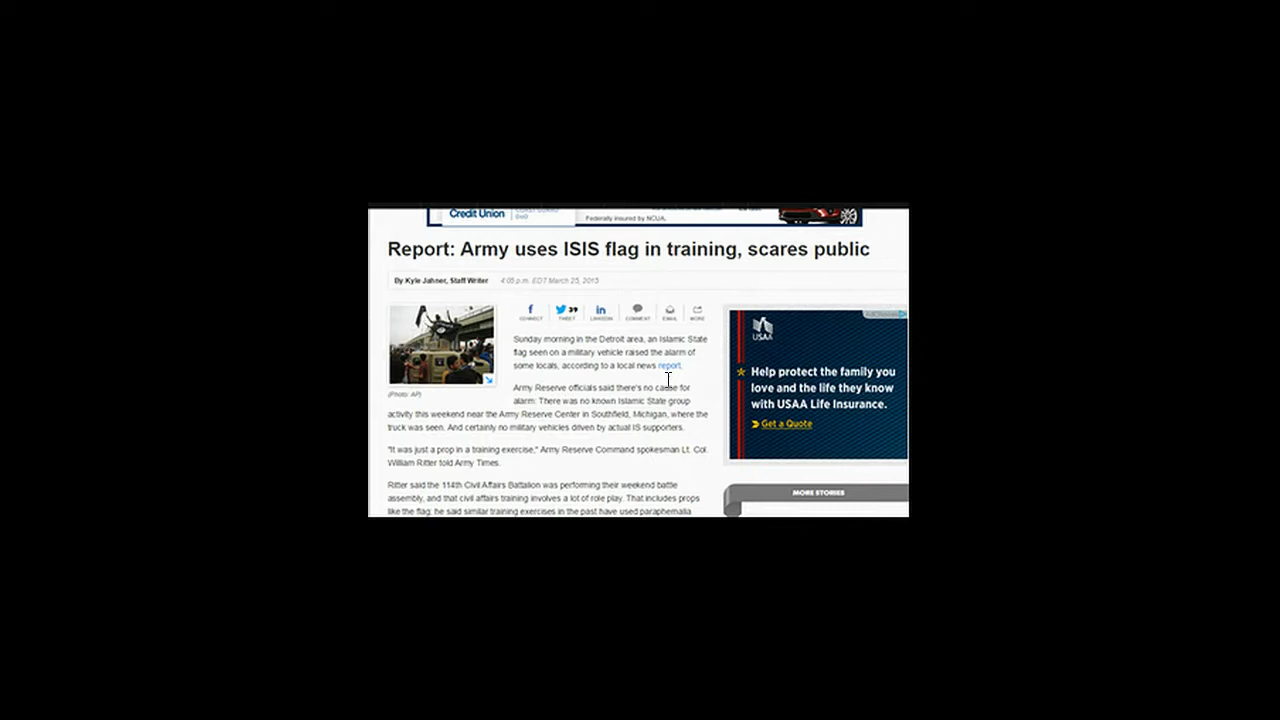 Credit Union
COAST GUARD
DoD
Federally insured by NCUA.
Report: Army uses ISIS flag in training, scares public
By Kyle Jahner, Staff Writer 4:05 p.m. EDT March 25, 2015
CONNECT
TWEET 39
LINKEDIN
COMMENT
EMAIL
MORE
(Photo: AP)
Sunday morning in the Detroit area, an Islamic State
flag seen on a military vehicle raised the alarm of
some locals, according to a local news report.
Army Reserve officials said there's no cause for
alarm: There was no known Islamic State group
activity this weekend near the Army Reserve Center in Southfield, Michigan, where the
truck was seen. And certainly no military vehicles driven by actual IS supporters.
"It was just a prop in a training exercise," Army Reserve Command spokesman Lt. Col.
William Ritter told Army Times.
Ritter said the 114th Civil Affairs Battalion was performing their weekend battle
assembly, and that civil affairs training involves a lot of role play. That includes props
like the flag; he said similar training exercises in the past have used paraphernalia
AdChoices
USAA
Help protect the family you
love and the life they know
with USAA Life Insurance.
Get a Quote
MORE STORIES